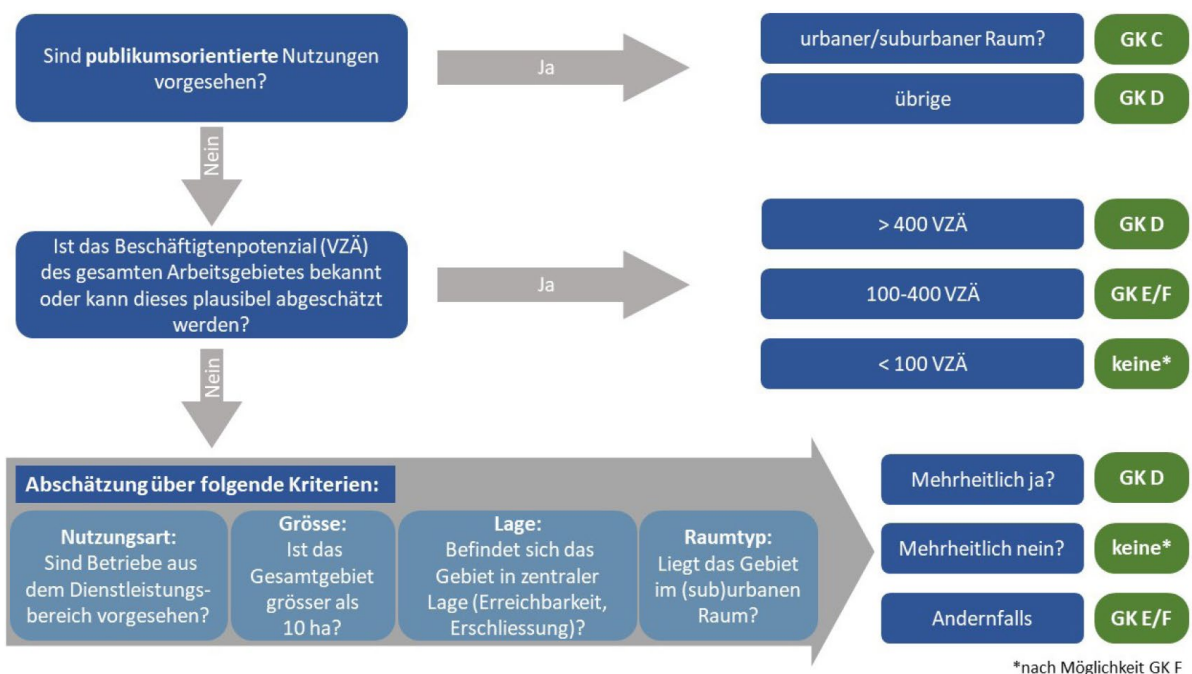 Sind publikumsorientierte Nutzungen
vorgesehen?
Ja
urbaner/suburbaner Raum?
GK C
übrige
GK D
Nein
Ist das Beschäftigtenpotenzial (VZÄ)
des gesamten Arbeitsgebietes bekannt
oder kann dieses plausibel abgeschätzt
werden?
Ja
> 400 VZÄ
GK D
100-400 VZÄ
GK E/F
< 100 VZÄ
keine*
Nein
Abschätzung über folgende Kriterien:
Nutzungsart:
Sind Betriebe aus
dem Dienstleistungs-
bereich vorgesehen?
Grösse:
Ist das
Gesamtgebiet
grösser als
10 ha?
Lage:
Befindet sich das
Gebiet in zentraler
Lage (Erreichbarkeit,
Erschliessung)?
Raumtyp:
Liegt das Gebiet
im (sub)urbanen
Raum?
Mehrheitlich ja?
GK D
Mehrheitlich nein?
keine*
Andernfalls
GK E/F
*nach Möglichkeit GK F